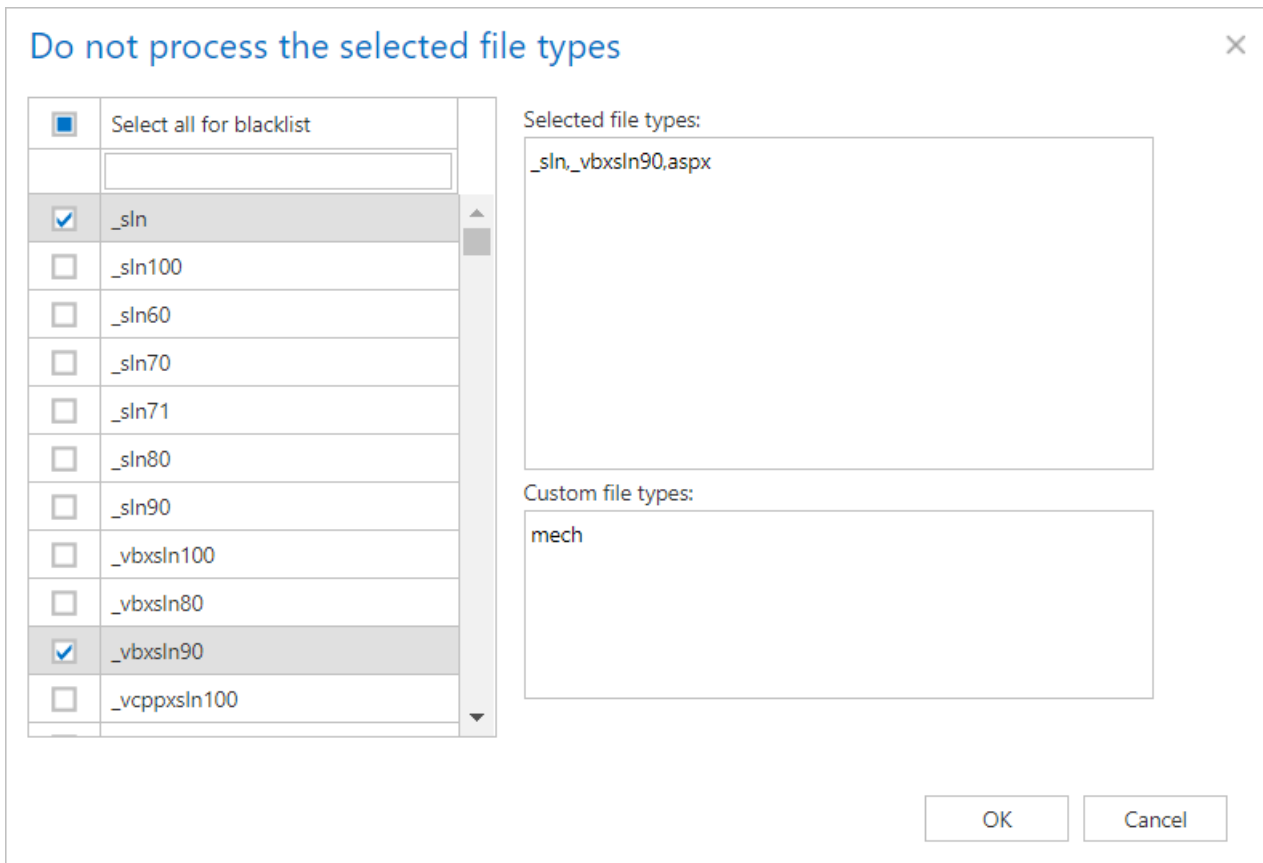 Do not process the selected file types
Select all for blacklist
_sln
_sln100
_sln60
_sln70
_sln71
_sln80
_sln90
_vbxsln100
_vbxsln80
_vbxsln90
_vcppxsln100
Selected file types:
_sln,_vbxsln90,aspx
Custom file types:
mech
OK
Cancel